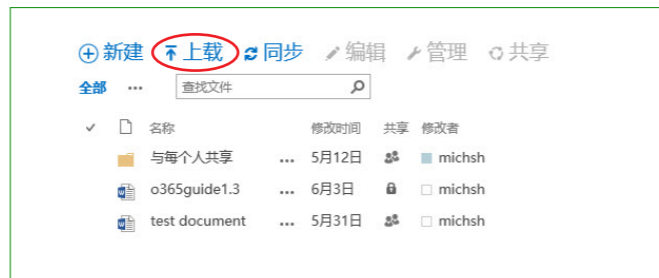 新建 上载 同步 编辑 管理 共享
全部 ... 查找文件
名称 修改时间 共享 修改者
与每个人共享 ... 5月12日 michsh
o365guide1.3 ... 6月3日 michsh
test document ... 5月31日 michsh